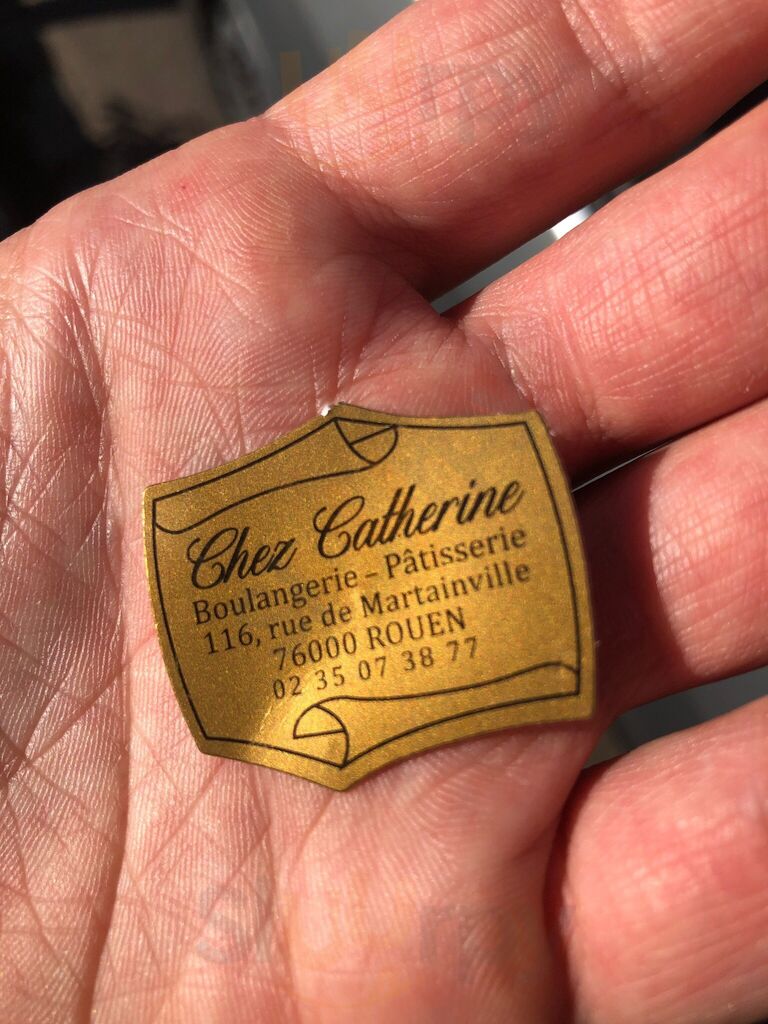 Chez Catherine
Boulangerie – Pâtisserie
116, rue de Martainville
76000 ROUEN
02 35 07 38 77